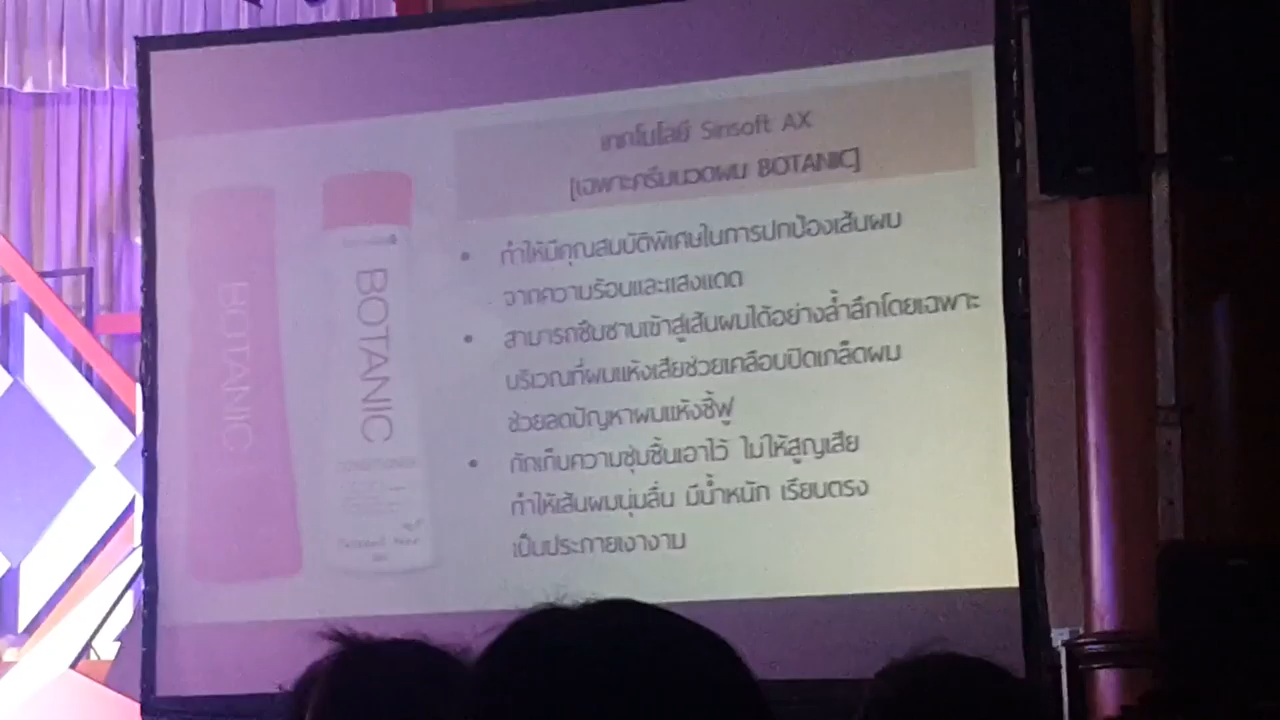 BOTANIC
BOTANIC
CONDITIONER
เทคโนโลยี Sinsoft AX
[เฉพาะครีมนวดผม BOTANIC]
• ทำให้มีคุณสมบัติพิเศษในการปกป้องเส้นผม
จากความร้อนและแสงแดด
• สามารถซึมซาบเข้าสู่เส้นผมได้อย่างล้ำลึกโดยเฉพาะ
บริเวณที่ผมแห้งเสียช่วยเคลือบปิดเกล็ดผม
ช่วยลดปัญหาผมแห้งชี้ฟู
• กักเก็บความชุ่มชื้นเอาไว้ ไม่ให้สูญเสีย
ทำให้เส้นผมนุ่มลื่น มีน้ำหนัก เรียบตรง
เป็นประกายเงางาม